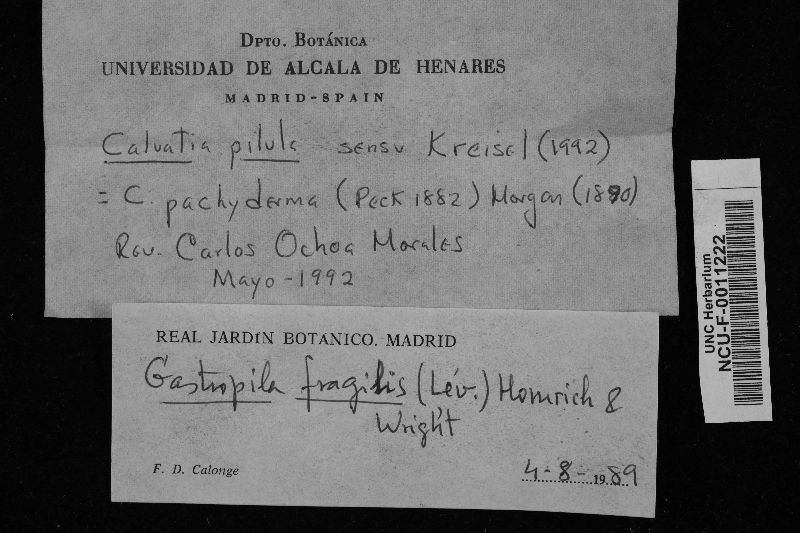 DPTO. BOTÁNICA
UNIVERSIDAD DE ALCALA DE HENARES
MADRID-SPAIN
Calvatia pilula sensu Kreisel (1992)
= C. pachyderma (Peck 1882) Morgan (1890)
Rev. Carlos Ochoa Morales
Mayo - 1992
REAL JARDÍN BOTÁNICO. MADRID
Gastropila fragilis (Lév.) Homrich &
Wright
F. D. Calonge
4-8-1989
UNC Herbarium
NCU-F-0011222